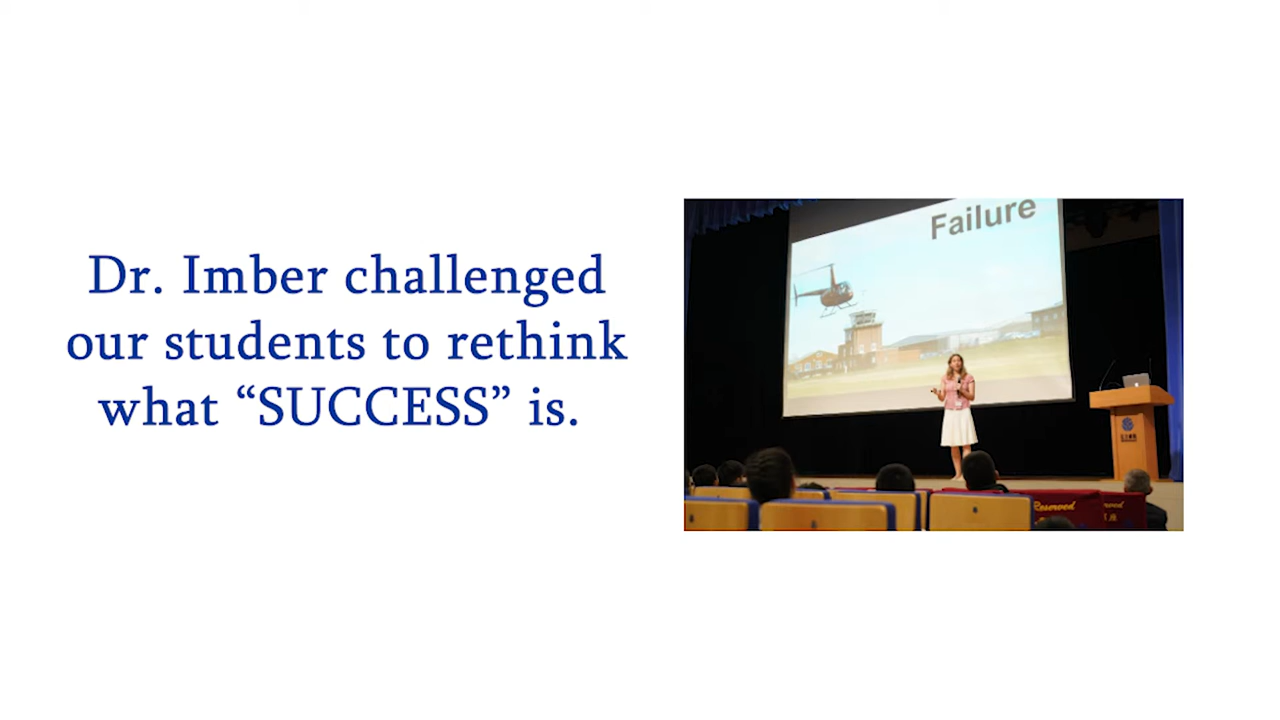 Dr. Imber challenged
our students to rethink
what “SUCCESS” is.
Failure
Reserved